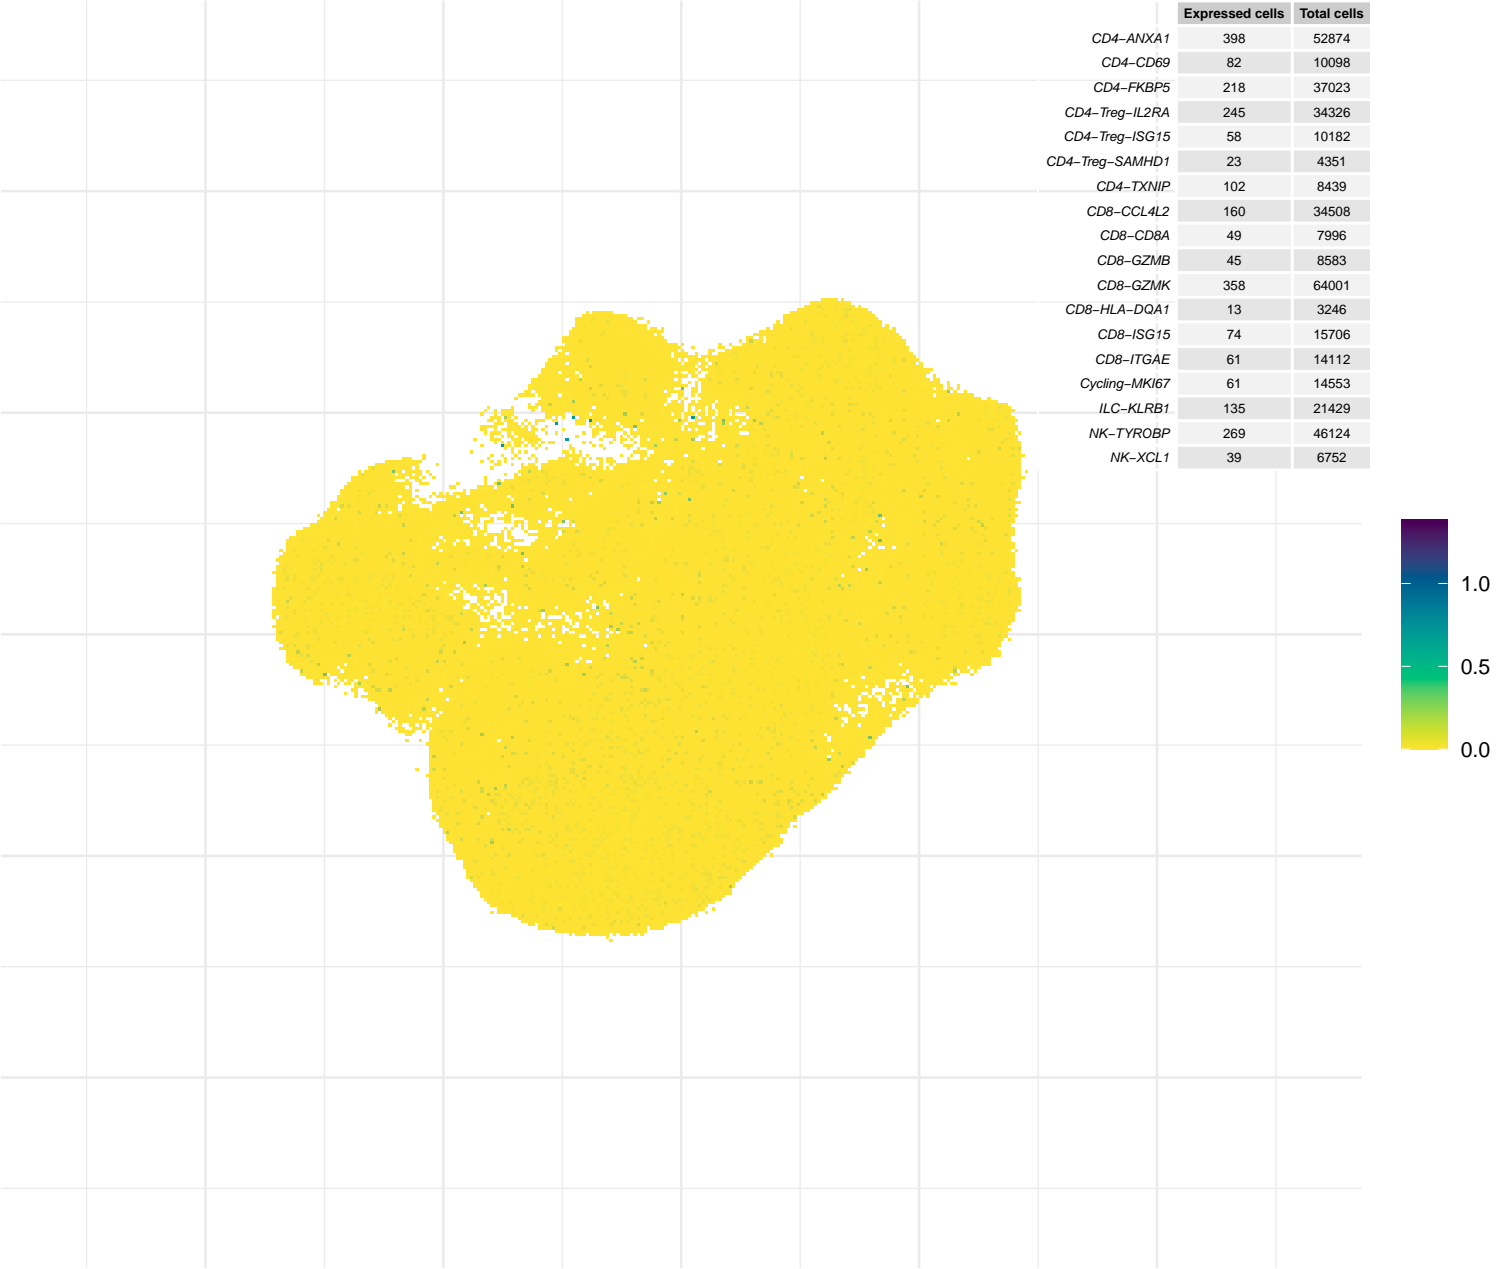 Expressed cells Total cells
CD4−ANXA1 398 52874
CD4−CD69 82 10098
CD4−FKBP5 218 37023
CD4−Treg−IL2RA 245 34326
CD4−Treg−ISG15 58 10182
CD4−Treg−SAMHD1 23 4351
CD4−TXNIP 102 8439
CD8−CCL4L2 160 34508
CD8−CD8A 49 7996
CD8−GZMB 45 8583
CD8−GZMK 358 64001
CD8−HLA−DQA1 13 3246
CD8−ISG15 74 15706
CD8−ITGAE 61 14112
Cycling−MKI67 61 14553
ILC−KLRB1 135 21429
NK−TYROBP 269 46124
NK−XCL1 39 6752
1.0
0.5
0.0